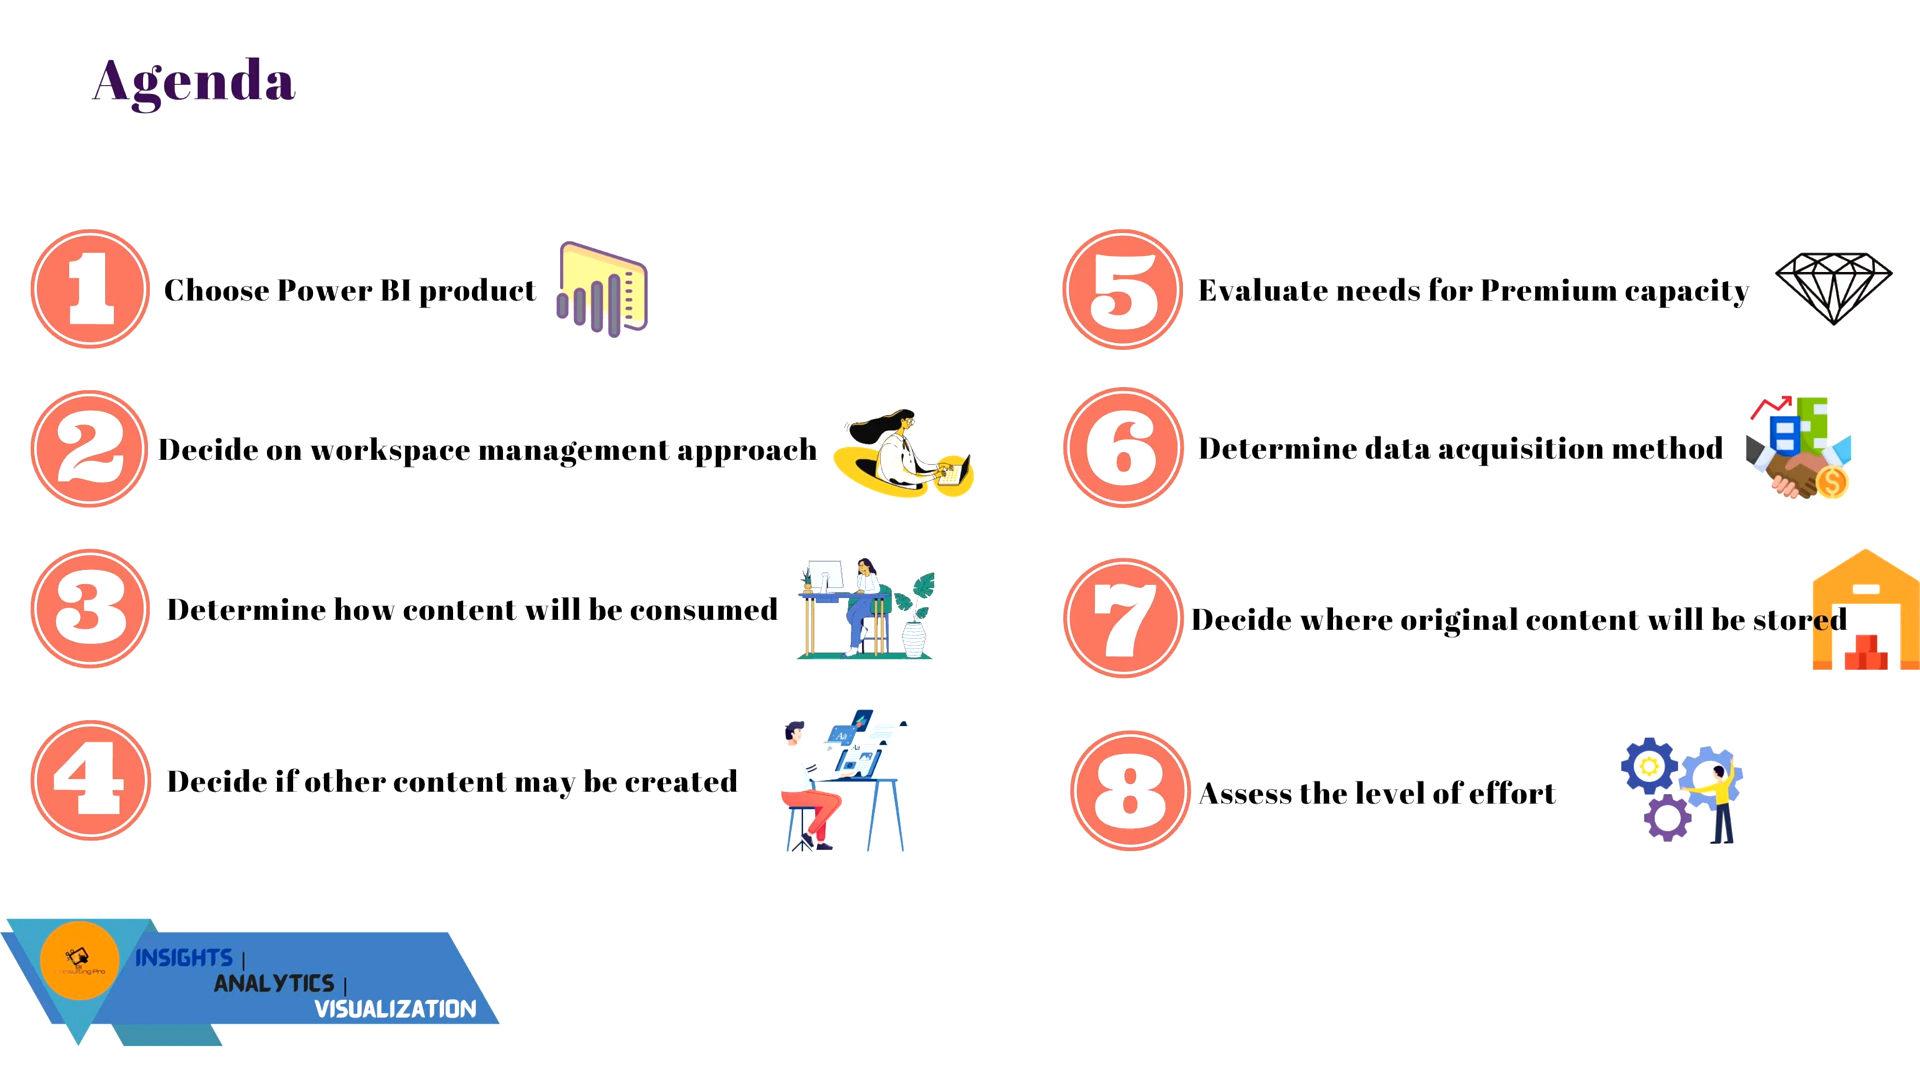 Agenda
1 Choose Power BI product
2 Decide on workspace management approach
3 Determine how content will be consumed
4 Decide if other content may be created
5 Evaluate needs for Premium capacity
6 Determine data acquisition method
7 Decide where original content will be stored
8 Assess the level of effort
INSIGHTS |
ANALYTICS |
VISUALIZATION